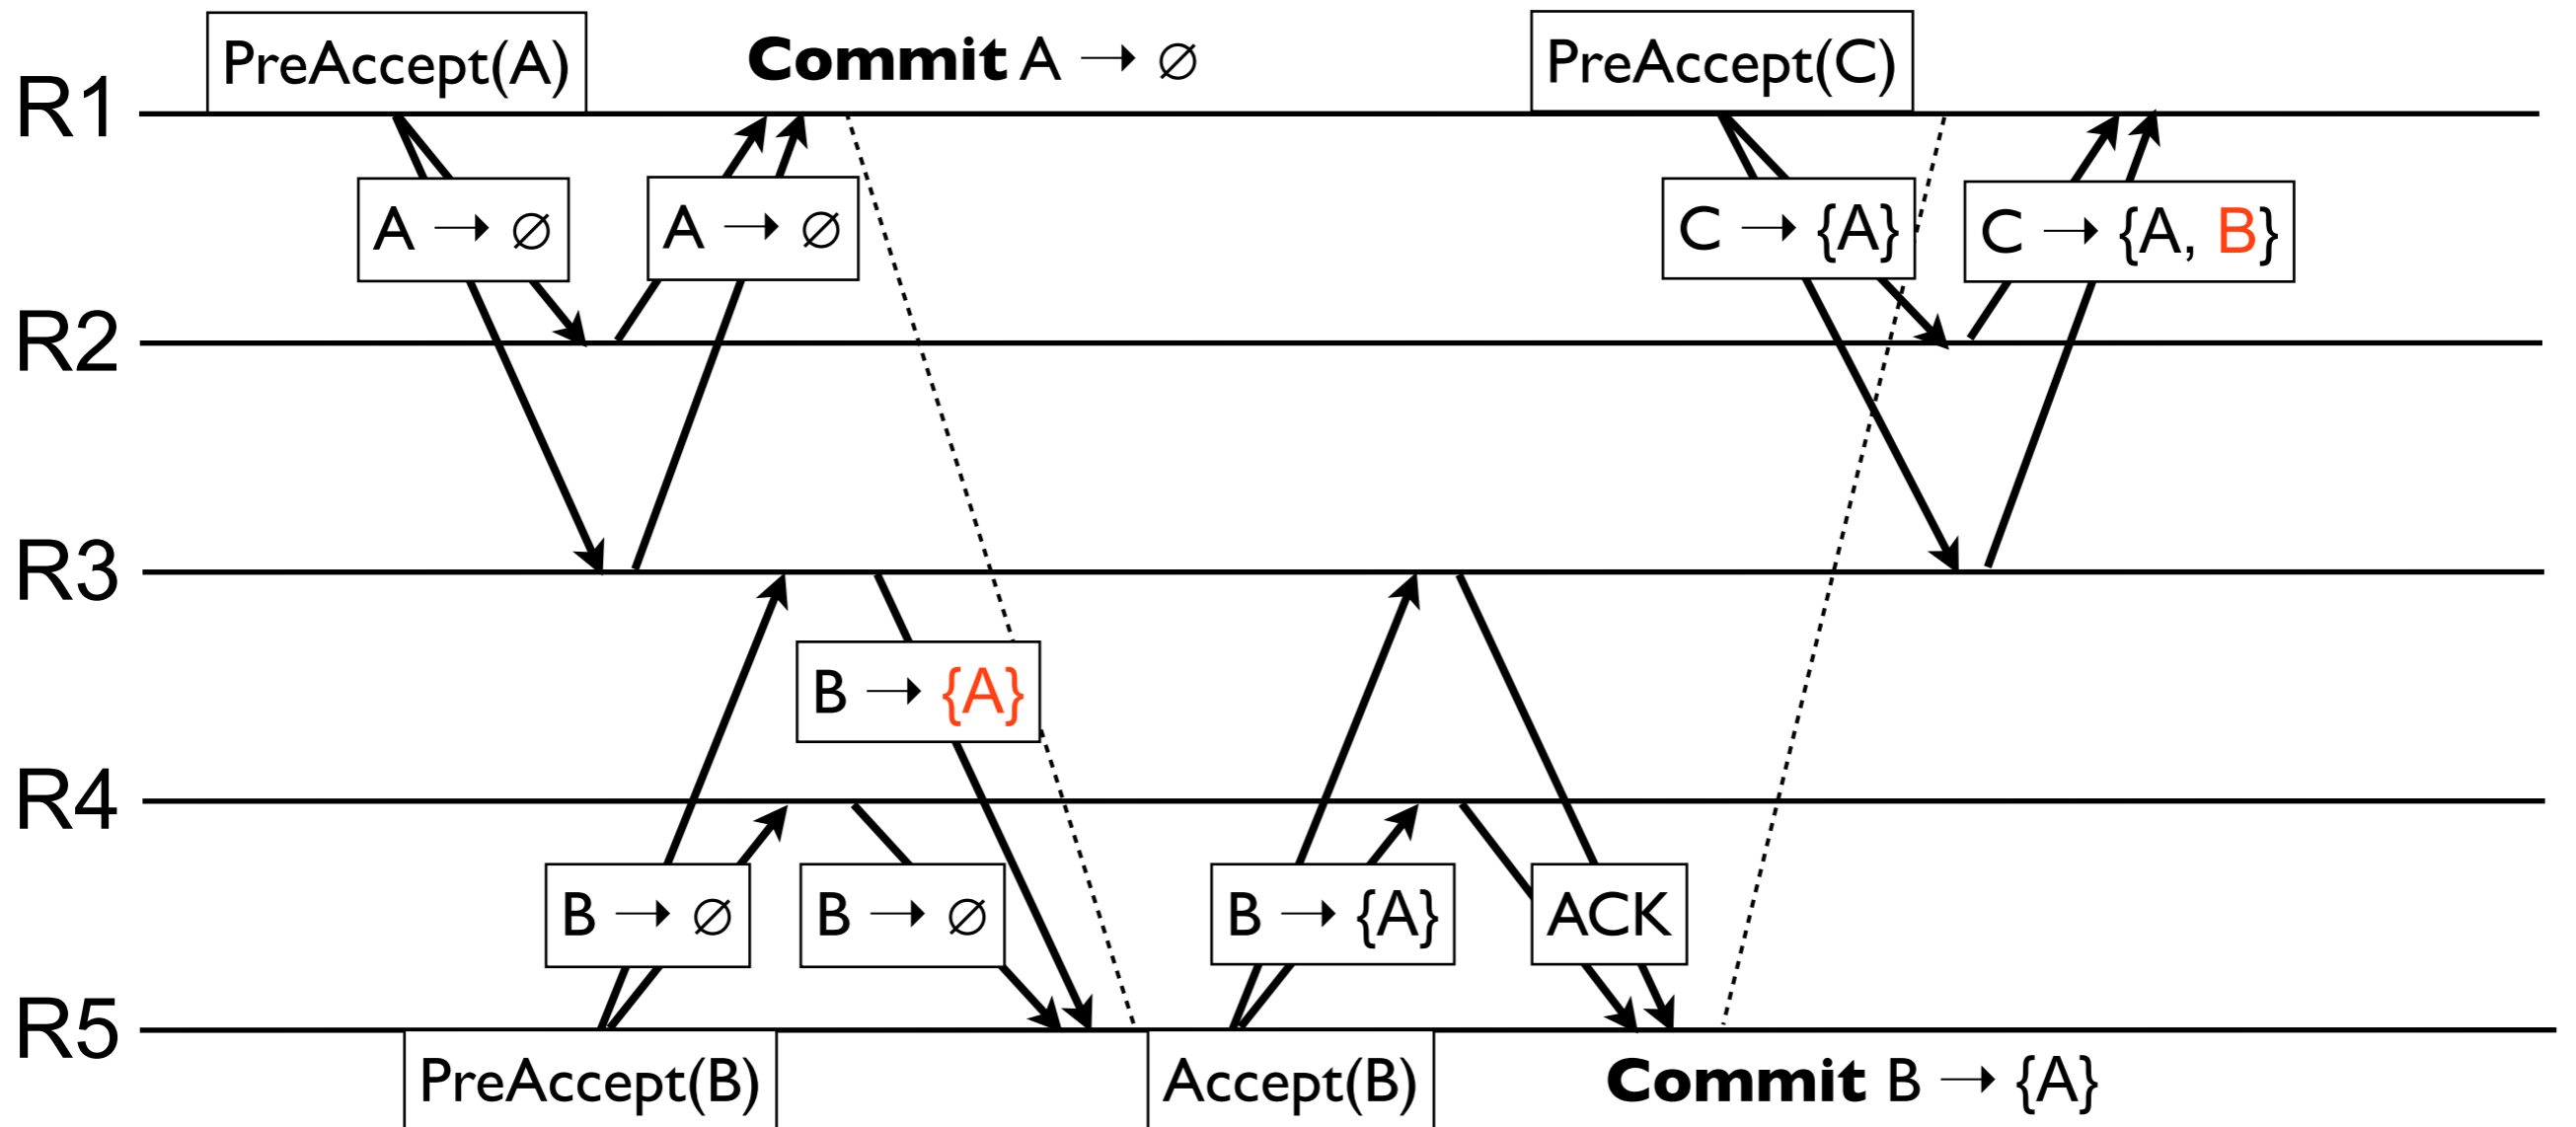 PreAccept(A)
Commit A → ∅
PreAccept(C)
R1
A → ∅
A → ∅
C → {A}
C → {A, B}
R2
R3
B → {A}
R4
B → ∅
B → ∅
B → {A}
ACK
R5
PreAccept(B)
Accept(B)
Commit B → {A}